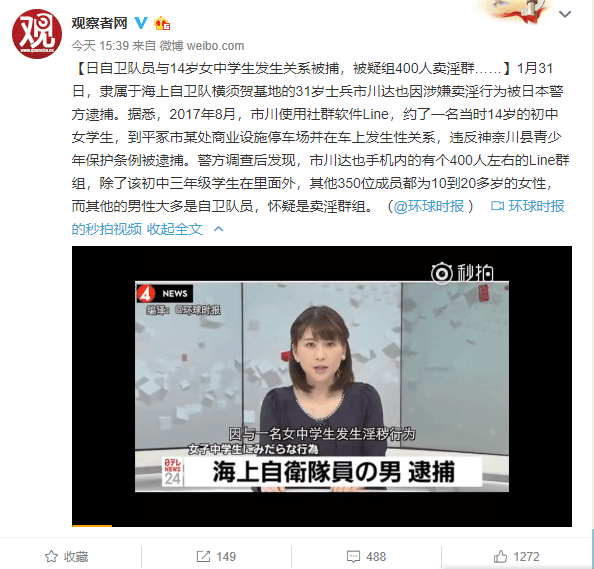 观察者网
今天 15:39 来自 微博 weibo.com
【日自卫队员与14岁女中学生发生关系被捕，被疑组400人卖淫群……】1月31
日，隶属于海上自卫队横须贺基地的31岁士兵市川达也因涉嫌卖淫行为被日本警
方逮捕。据悉，2017年8月，市川使用社群软件Line，约了一名当时14岁的初中
女学生，到平冢市某处商业设施停车场并在车上发生性关系，违反神奈川县青少
年保护条例被逮捕。警方调查后发现，市川达也手机内的有个400人左右的Line群
组，除了该初中三年级学生在里面外，其他350位成员都为10到20多岁的女性，
而其他的男性大多是自卫队员，怀疑是卖淫群组。（@环球时报 ） 环球时报
的秒拍视频 收起全文
秒拍
4 NEWS
编译：@环球时报
因与一名女中学生发生淫秽行为
女子中学生にみだらな行為
日テレ
NEWS
24
海上自衛隊員の男 逮捕
收藏
149
488
1272